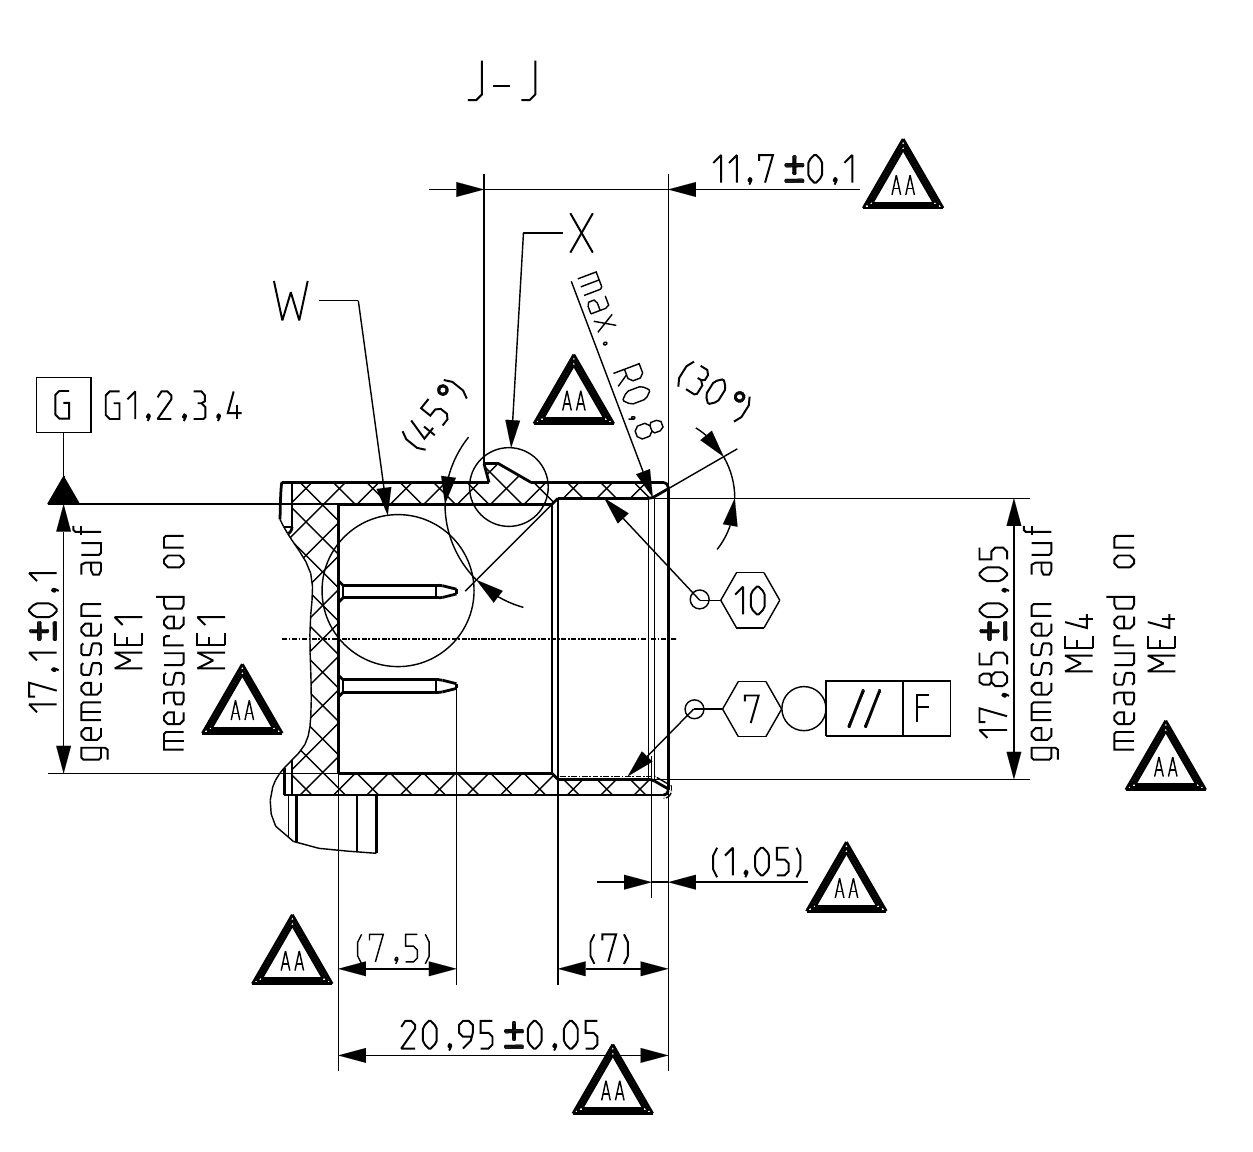 J-J
11,7±0,1
AA
X
W
max. R0,8
AA
(30°)
(45°)
G
G1,2,3,4
17,1±0,1
gemessen auf
ME1
measured on
ME1
AA
10
7
//
F
17,85±0,05
gemessen auf
ME4
measured on
ME4
AA
(1,05)
AA
AA
(7,5)
(7)
20,95±0,05
AA